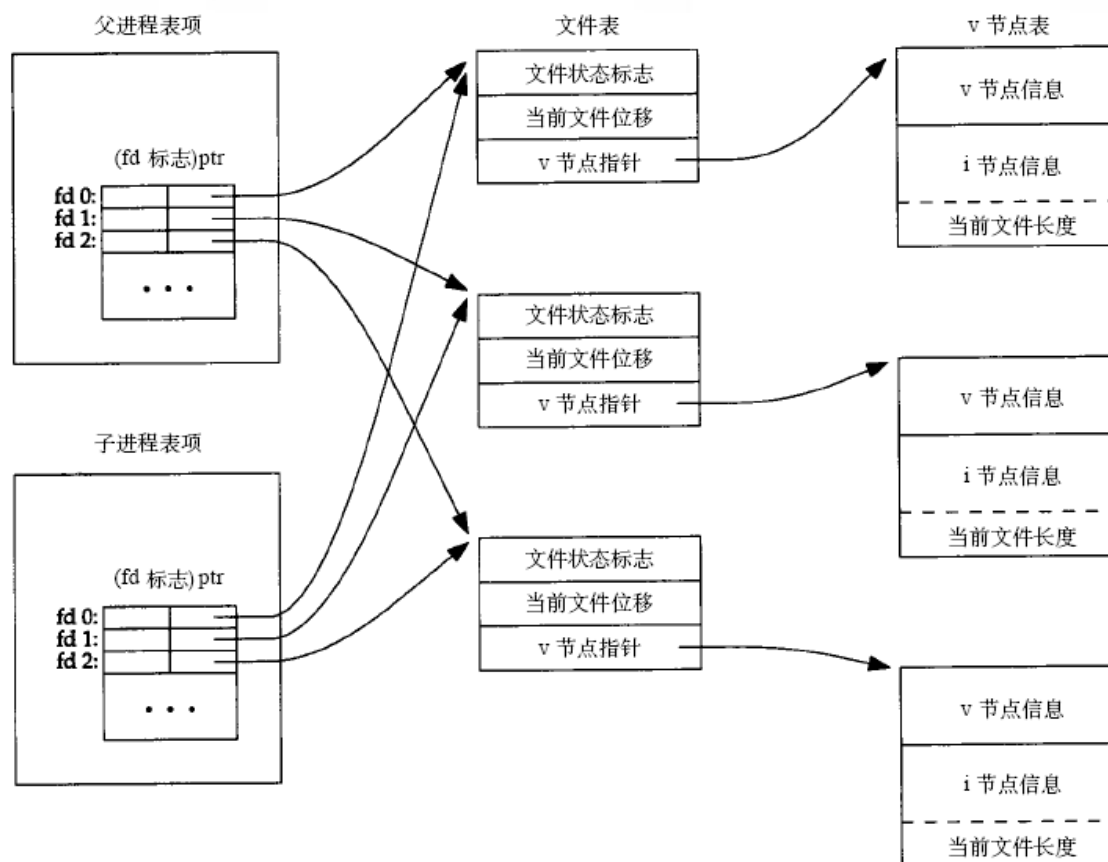 父进程表项
(fd 标志)ptr
fd 0:
fd 1:
fd 2:
• • •
子进程表项
(fd 标志)ptr
fd 0:
fd 1:
fd 2:
• • •
文件表
文件状态标志
当前文件位移
v 节点指针
文件状态标志
当前文件位移
v 节点指针
文件状态标志
当前文件位移
v 节点指针
v 节点表
v 节点信息
i 节点信息
当前文件长度
v 节点信息
i 节点信息
当前文件长度
v 节点信息
i 节点信息
当前文件长度